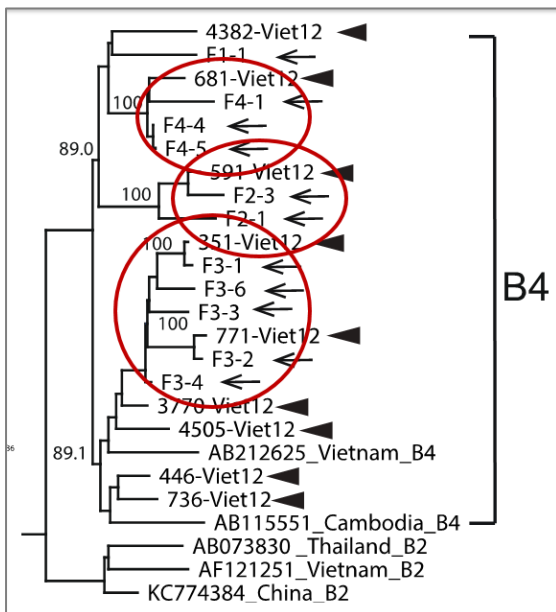 4382-Viet12
F1-1
681-Viet12
100
F4-1
F4-4
F4-5
89.0
591-Viet12
100
F2-3
F2-1
351-Viet12
100
F3-1
F3-6
F3-3
100
771-Viet12
F3-2
F3-4
3770-Viet12
4505-Viet12
89.1
AB212625_Vietnam_B4
446-Viet12
736-Viet12
AB115551_Cambodia_B4
B4
AB073830_Thailand_B2
AF121251_Vietnam_B2
KC774384_China_B2